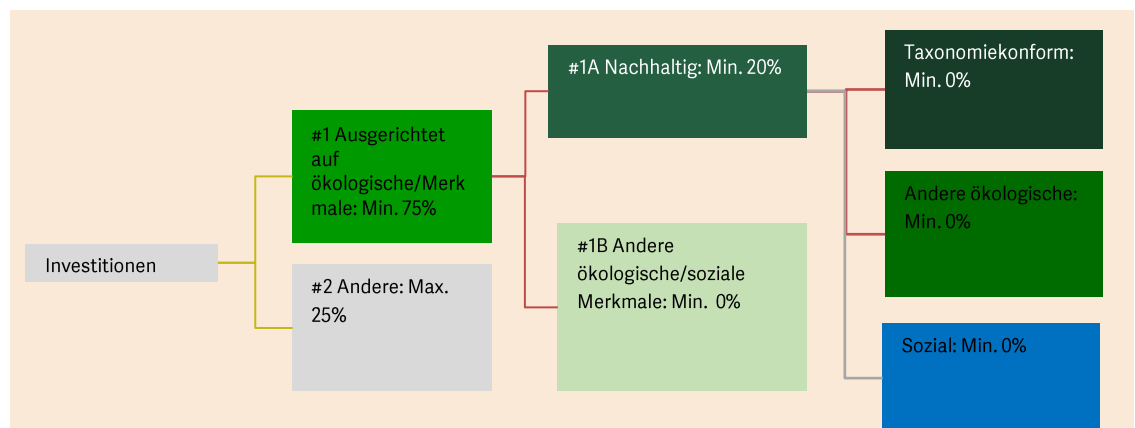 Investitionen
#1 Ausgerichtet
auf
ökologische/Merk
male: Min. 75%
#2 Andere: Max.
25%
#1A Nachhaltig: Min. 20%
#1B Andere
ökologische/soziale
Merkmale: Min. 0%
Taxonomiekonform:
Min. 0%
Andere ökologische:
Min. 0%
Sozial: Min. 0%